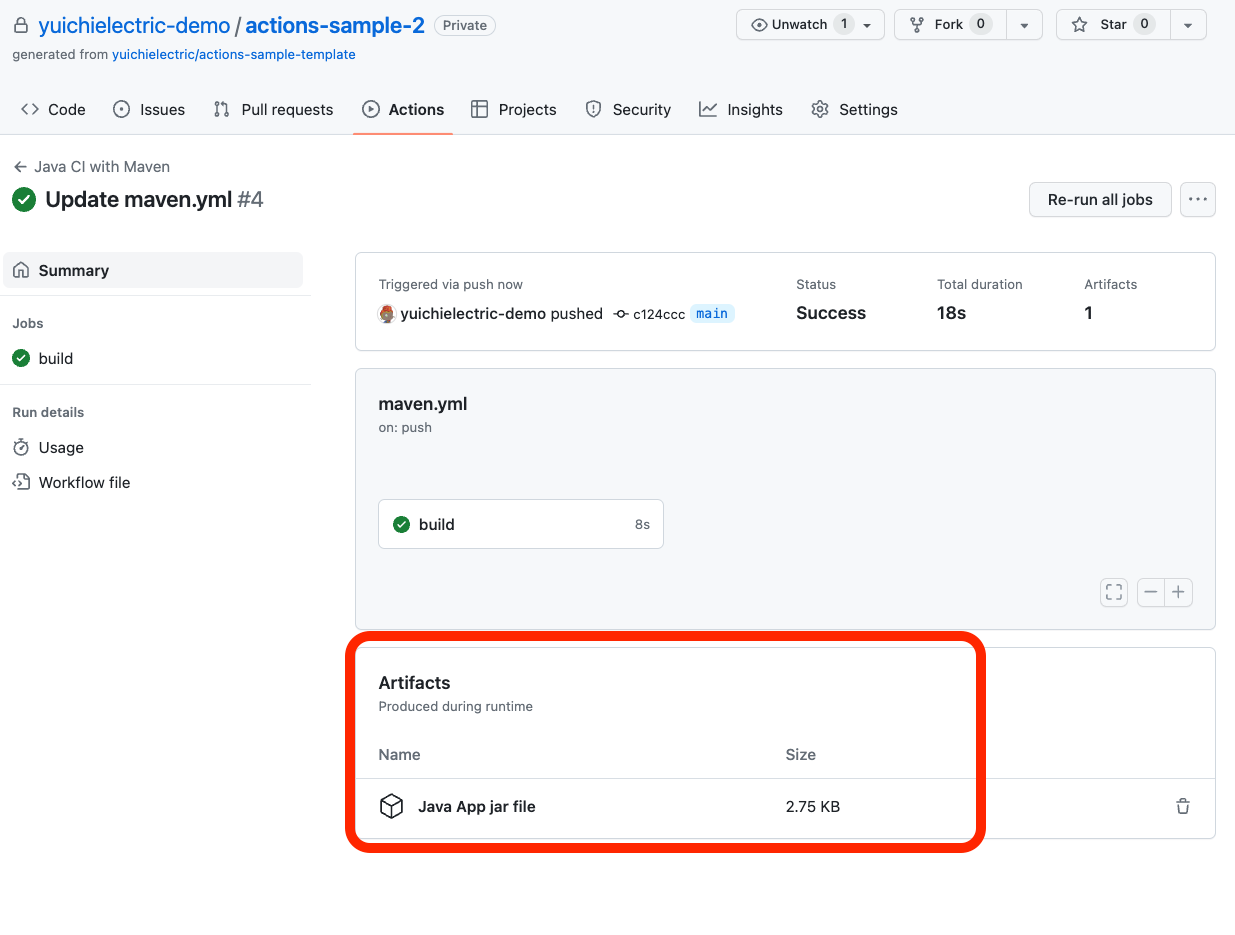 yuichielectric-demo / actions-sample-2 Private
Unwatch 1 Fork 0 Star 0
generated from yuichielectric/actions-sample-template
Code Issues Pull requests Actions Projects Security Insights Settings
Java CI with Maven
Update maven.yml #4
Re-run all jobs
Summary
Jobs
build
Run details
Usage
Workflow file
Triggered via push now
yuichielectric-demo pushed c124ccc main
Status
Success
Total duration
18s
Artifacts
1
maven.yml
on: push
build 8s
Artifacts
Produced during runtime
Name Size
Java App jar file 2.75 KB